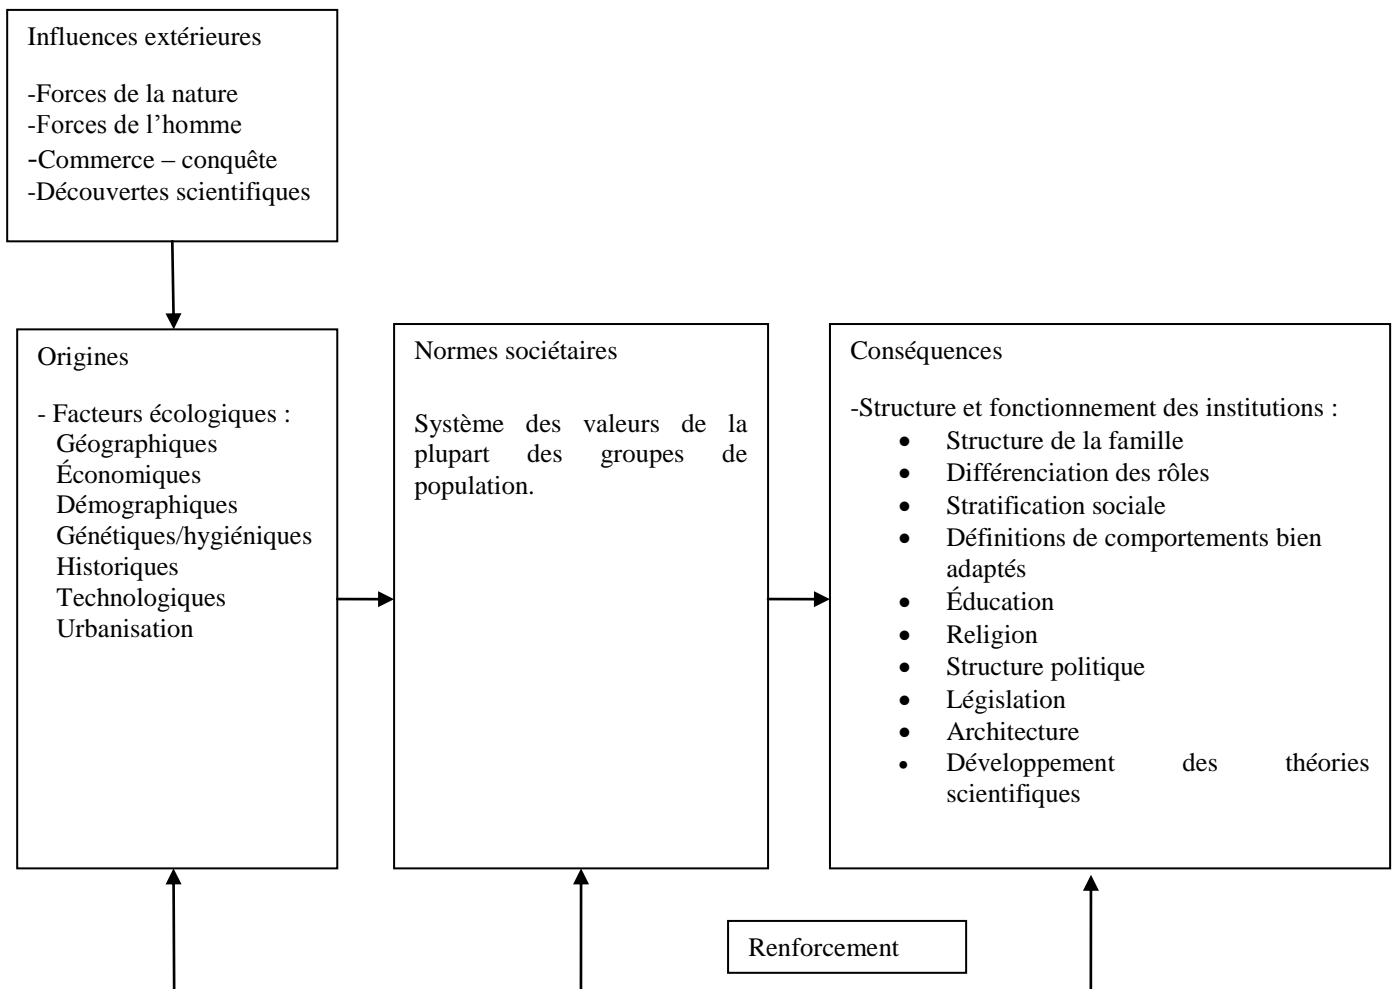 Influences extérieures
-Forces de la nature
-Forces de l’homme
-Commerce – conquête
-Découvertes scientifiques
Origines
- Facteurs écologiques :
Géographiques
Économiques
Démographiques
Génétiques/hygiéniques
Historiques
Technologiques
Urbanisation
Normes sociétaires
Système des valeurs de la
plupart des groupes de
population.
Conséquences
-Structure et fonctionnement des institutions :
• Structure de la famille
• Différenciation des rôles
• Stratification sociale
• Définitions de comportements bien
adaptés
• Éducation
• Religion
• Structure politique
• Législation
• Architecture
• Développement des théories
scientifiques
Renforcement